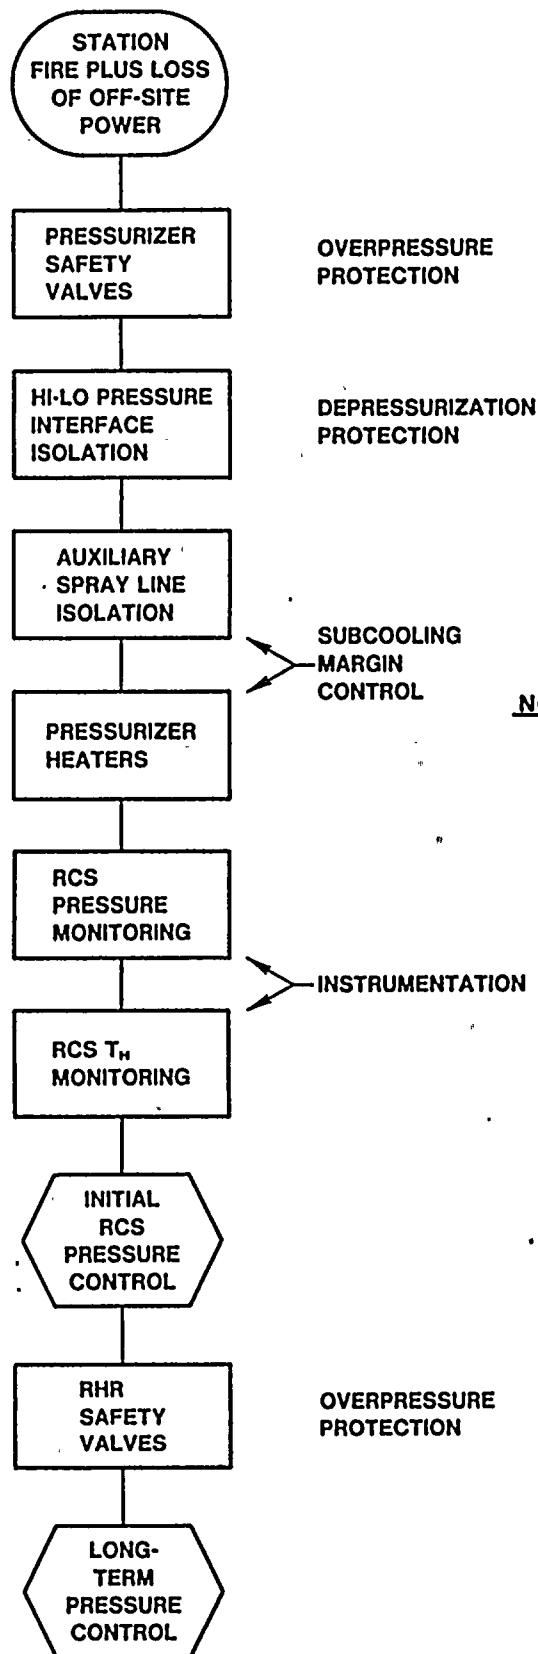 STATION
FIRE PLUS LOSS
OF OFF-SITE
POWER
PRESSURIZER
SAFETY
VALVES
OVERPRESSURE
PROTECTION
HI-LO PRESSURE
INTERFACE
ISOLATION
DEPRESSURIZATION
PROTECTION
AUXILIARY
SPRAY LINE
ISOLATION
SUBCOOLING
MARGIN
CONTROL
PRESSURIZER
HEATERS
RCS
PRESSURE
MONITORING
INSTRUMENTATION
RCS TH
MONITORING
INITIAL
RCS
PRESSURE
CONTROL
RHR
SAFETY
VALVES
OVERPRESSURE
PROTECTION
LONG-
TERM
PRESSURE
CONTROL